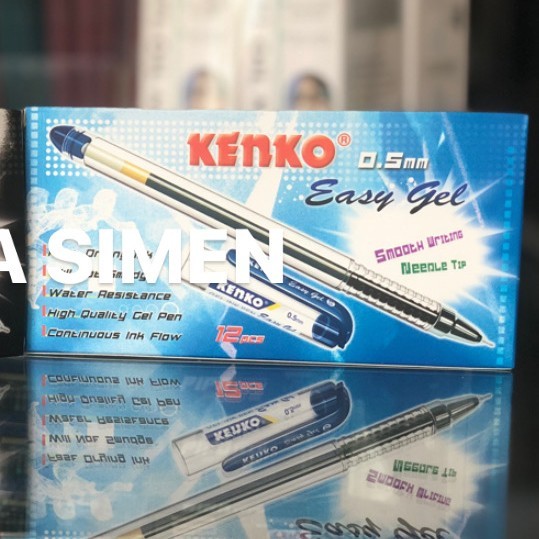 KENKO® 0.5mm
Easy Gel
Smooth Writing
Needle Tip
A SIMEN
Water Resistance
High Quality Gel Pen
Continuous Ink Flow
12 pcs
KENKO Easy Gel 0.5mm